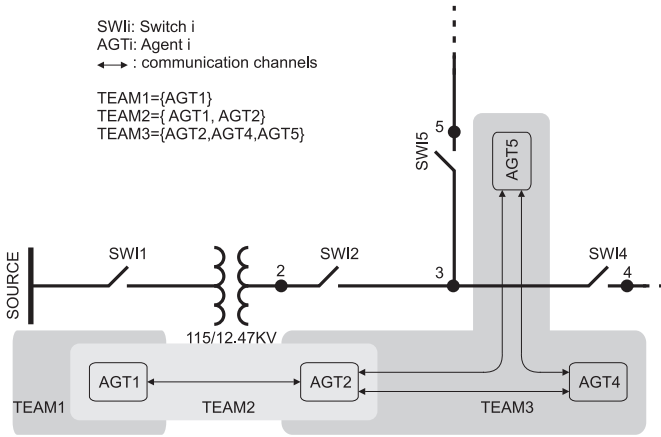 SWIi: Switch i
AGTi: Agent i
: communication channels
TEAM1={AGT1}
TEAM2={ AGT1, AGT2}
TEAM3={AGT2,AGT4,AGT5}
5
SWI5
AGT5
SOURCE
SWI1
2
SWI2
3
SWI4
4
115/12.47KV
AGT1
AGT2
AGT4
TEAM1
TEAM2
TEAM3